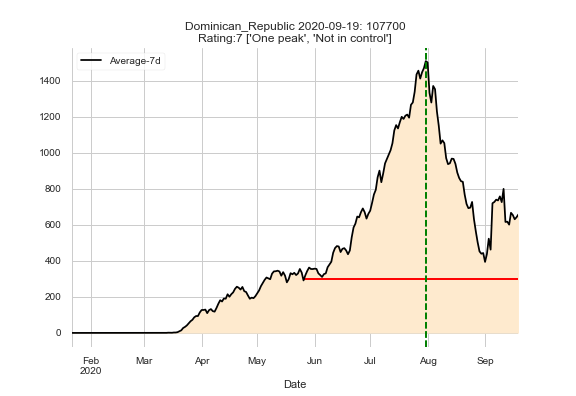 Dominican_Republic 2020-09-19: 107700
Rating:7 ['One peak', 'Not in control']
Average-7d
1400
1200
1000
800
600
400
200
0
Feb Mar Apr May Jun Jul Aug Sep
2020
Date